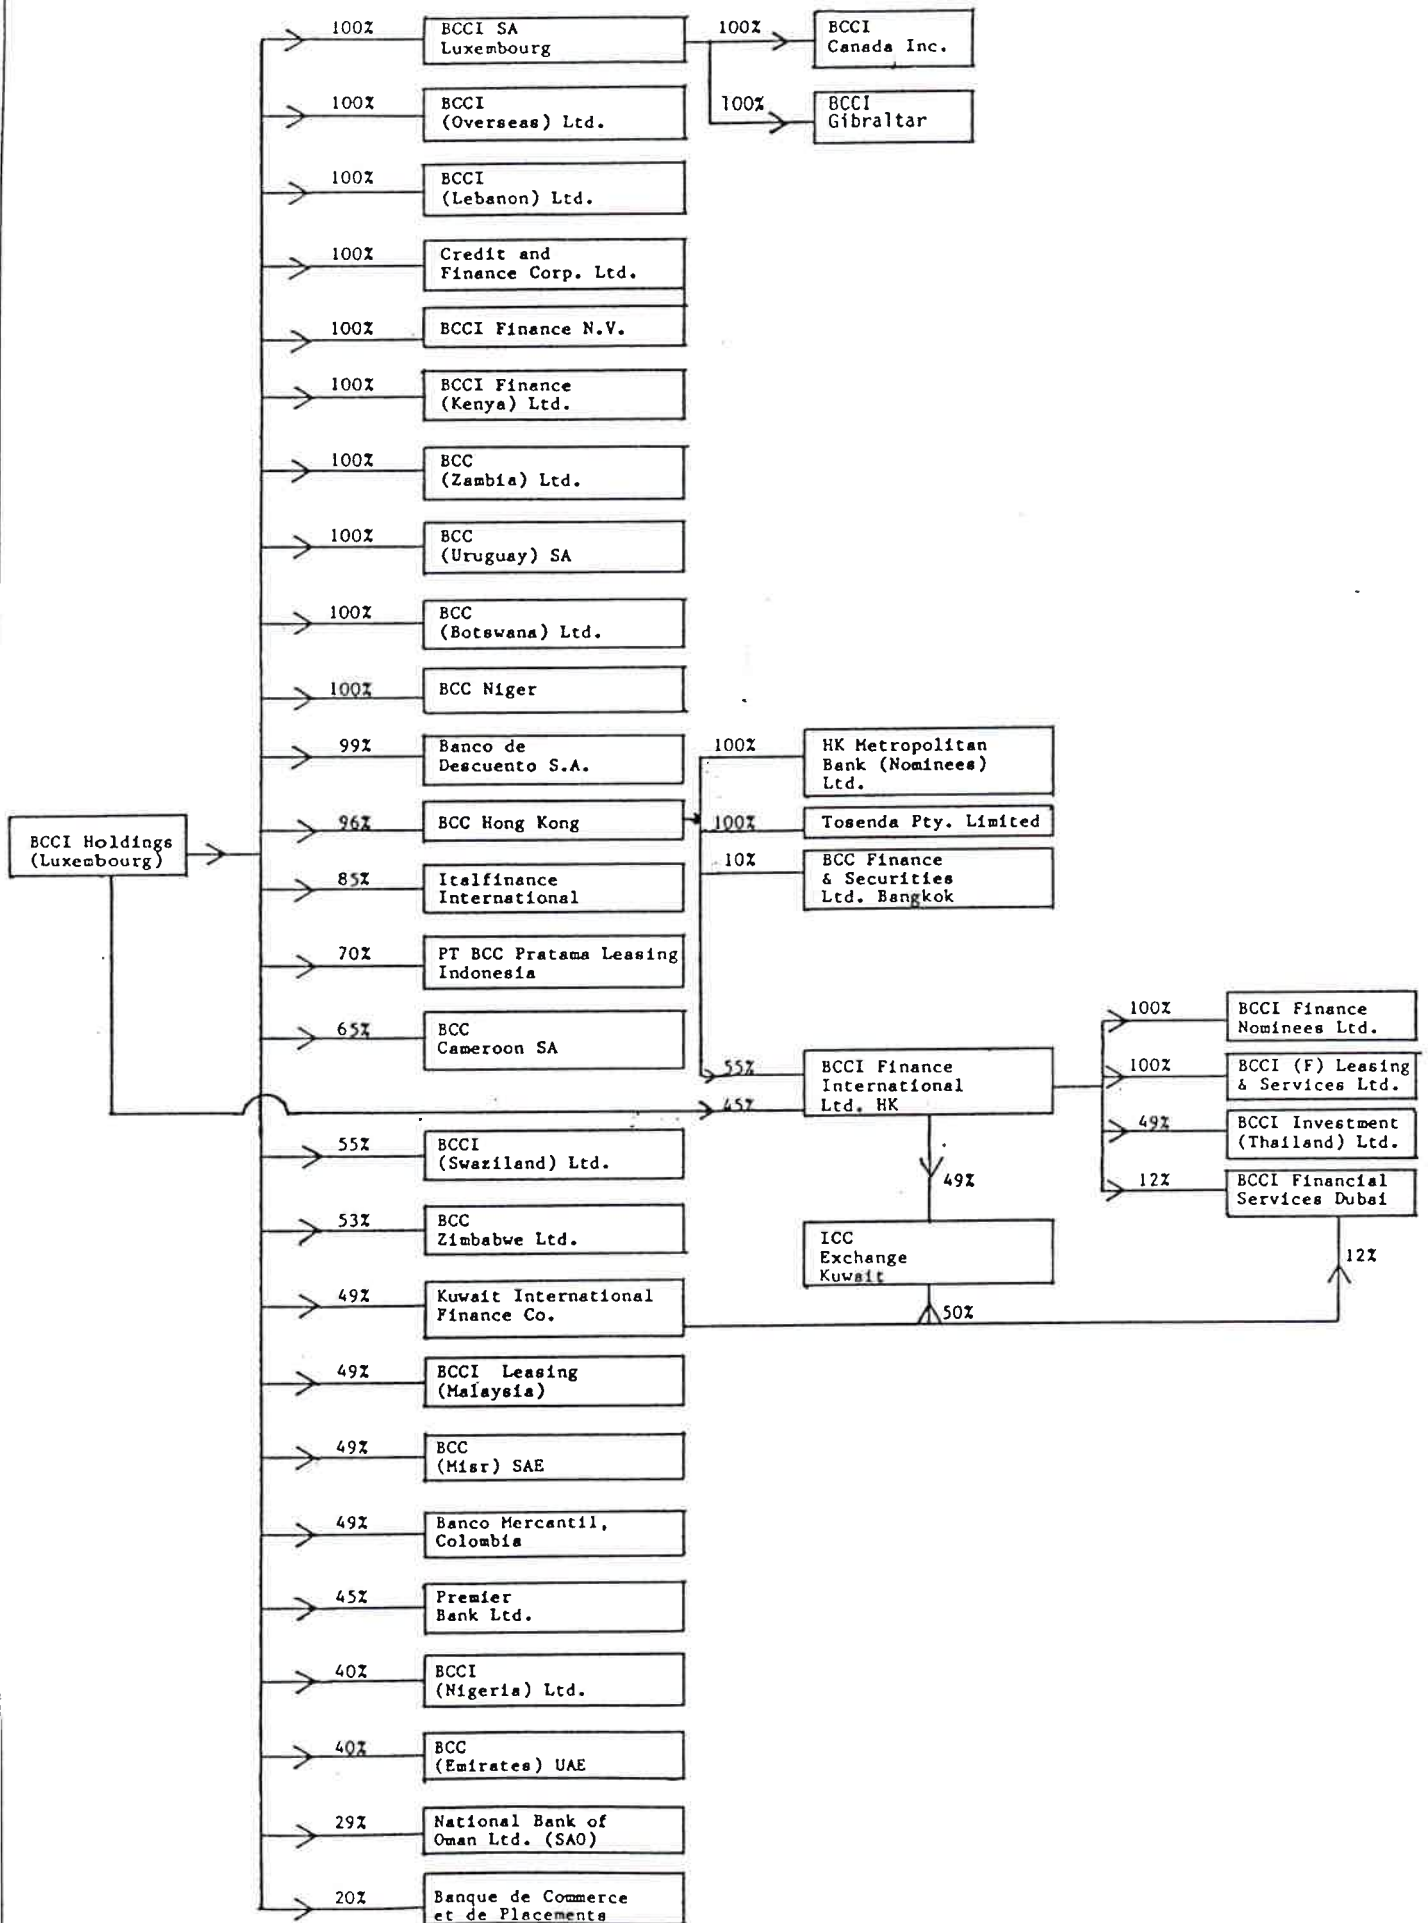 100%
BCCI SA
Luxembourg
100%
BCCI
Canada Inc.
100%
BCCI
Gibraltar
100%
BCCI
(Overseas) Ltd.
100%
BCCI
(Lebanon) Ltd.
100%
Credit and
Finance Corp. Ltd.
100%
BCCI Finance N.V.
100%
BCCI Finance
(Kenya) Ltd.
100%
BCC
(Zambia) Ltd.
100%
BCC
(Uruguay) SA
100%
BCC
(Botswana) Ltd.
100%
BCC Niger
99%
Banco de
Descuento S.A.
100%
HK Metropolitan
Bank (Nominees)
Ltd.
BCCI Holdings
(Luxembourg)
96%
BCC Hong Kong
100%
Tosenda Pty. Limited
10%
BCC Finance
& Securities
Ltd. Bangkok
85%
Italfinance
International
70%
PT BCC Pratama Leasing
Indonesia
65%
BCC
Cameroon SA
55%
45%
BCCI Finance
International
Ltd. HK
100%
BCCI Finance
Nominees Ltd.
100%
BCCI (F) Leasing
& Services Ltd.
49%
BCCI Investment
(Thailand) Ltd.
12%
BCCI Financial
Services Dubai
55%
BCCI
(Swaziland) Ltd.
49%
53%
BCC
Zimbabwe Ltd.
ICC
Exchange
Kuwait
12%
49%
Kuwait International
Finance Co.
50%
49%
BCCI Leasing
(Malaysia)
49%
BCC
(Misr) SAE
49%
Banco Mercantil,
Colombia
45%
Premier
Bank Ltd.
40%
BCCI
(Nigeria) Ltd.
40%
BCC
(Emirates) UAE
29%
National Bank of
Oman Ltd. (SAO)
20%
Banque de Commerce
et de Placements